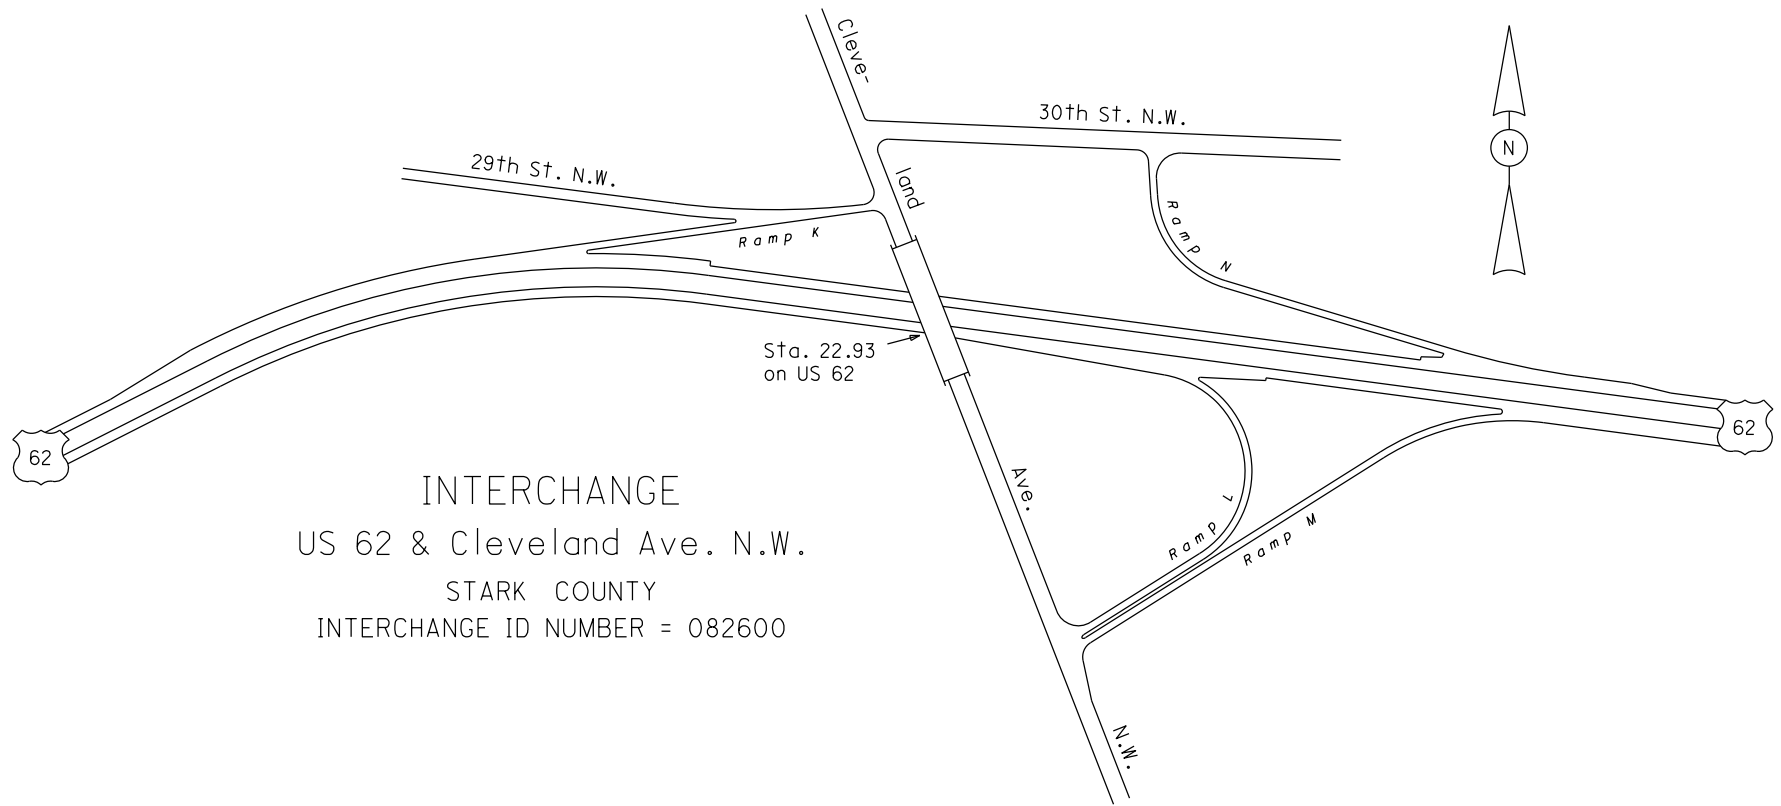 Cleve-
30th St. N.W.
N
29th St. N.W.
land
Ramp K
Ramp N
Sta. 22.93
on US 62
62
62
Ave.
Ramp L
Ramp M
INTERCHANGE
US 62 & Cleveland Ave. N.W.
STARK COUNTY
INTERCHANGE ID NUMBER = 082600
N.W.